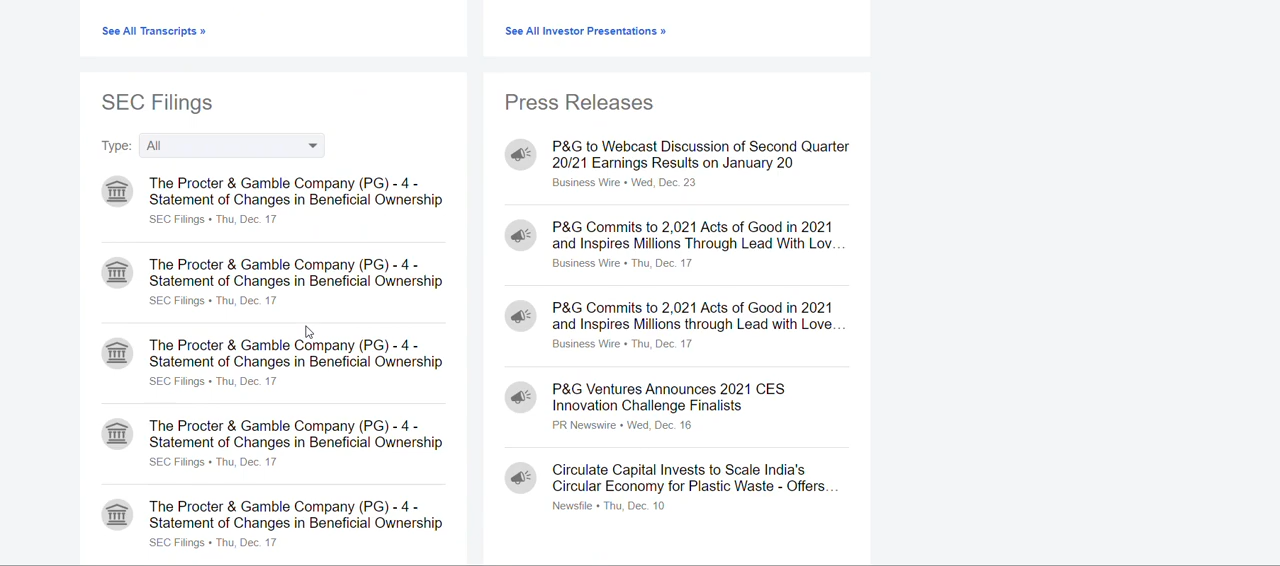 See All Transcripts »
See All Investor Presentations »
SEC Filings
Type: All
The Procter & Gamble Company (PG) - 4 -
Statement of Changes in Beneficial Ownership
SEC Filings • Thu, Dec. 17
The Procter & Gamble Company (PG) - 4 -
Statement of Changes in Beneficial Ownership
SEC Filings • Thu, Dec. 17
The Procter & Gamble Company (PG) - 4 -
Statement of Changes in Beneficial Ownership
SEC Filings • Thu, Dec. 17
The Procter & Gamble Company (PG) - 4 -
Statement of Changes in Beneficial Ownership
SEC Filings • Thu, Dec. 17
The Procter & Gamble Company (PG) - 4 -
Statement of Changes in Beneficial Ownership
SEC Filings • Thu, Dec. 17
Press Releases
P&G to Webcast Discussion of Second Quarter
20/21 Earnings Results on January 20
Business Wire • Wed, Dec. 23
P&G Commits to 2,021 Acts of Good in 2021
and Inspires Millions Through Lead With Lov…
Business Wire • Thu, Dec. 17
P&G Commits to 2,021 Acts of Good in 2021
and Inspires Millions through Lead with Love…
Business Wire • Thu, Dec. 17
P&G Ventures Announces 2021 CES
Innovation Challenge Finalists
PR Newswire • Wed, Dec. 16
Circulate Capital Invests to Scale India's
Circular Economy for Plastic Waste - Offers…
Newsfile • Thu, Dec. 10